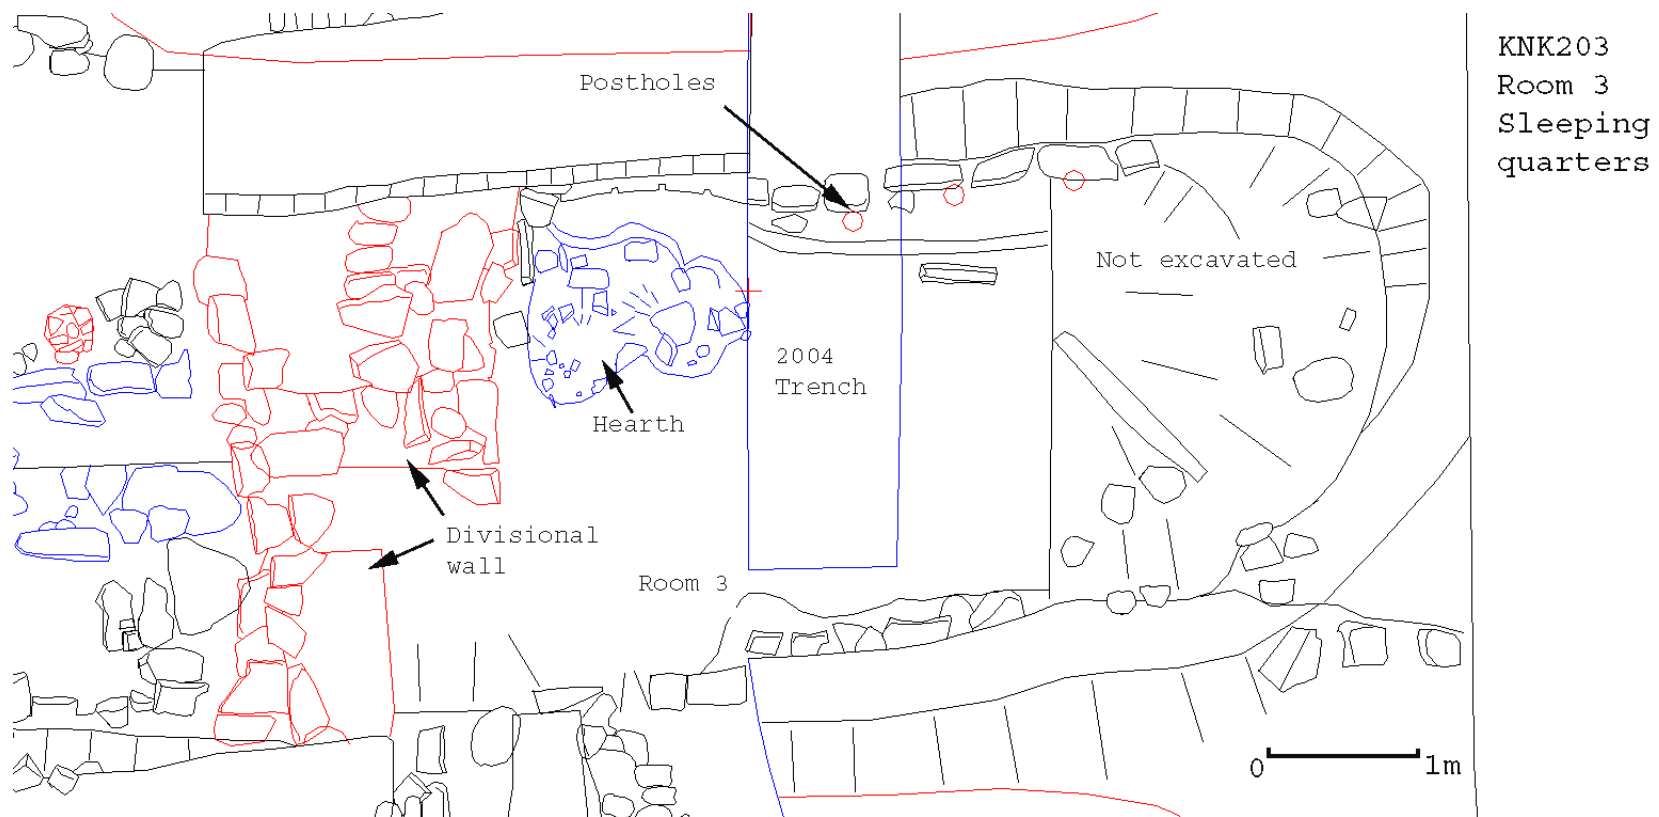 KNK203
Room 3
Sleeping
quarters
Postholes
Not excavated
2004
Trench
Hearth
Divisional
wall
Room 3
0 1m